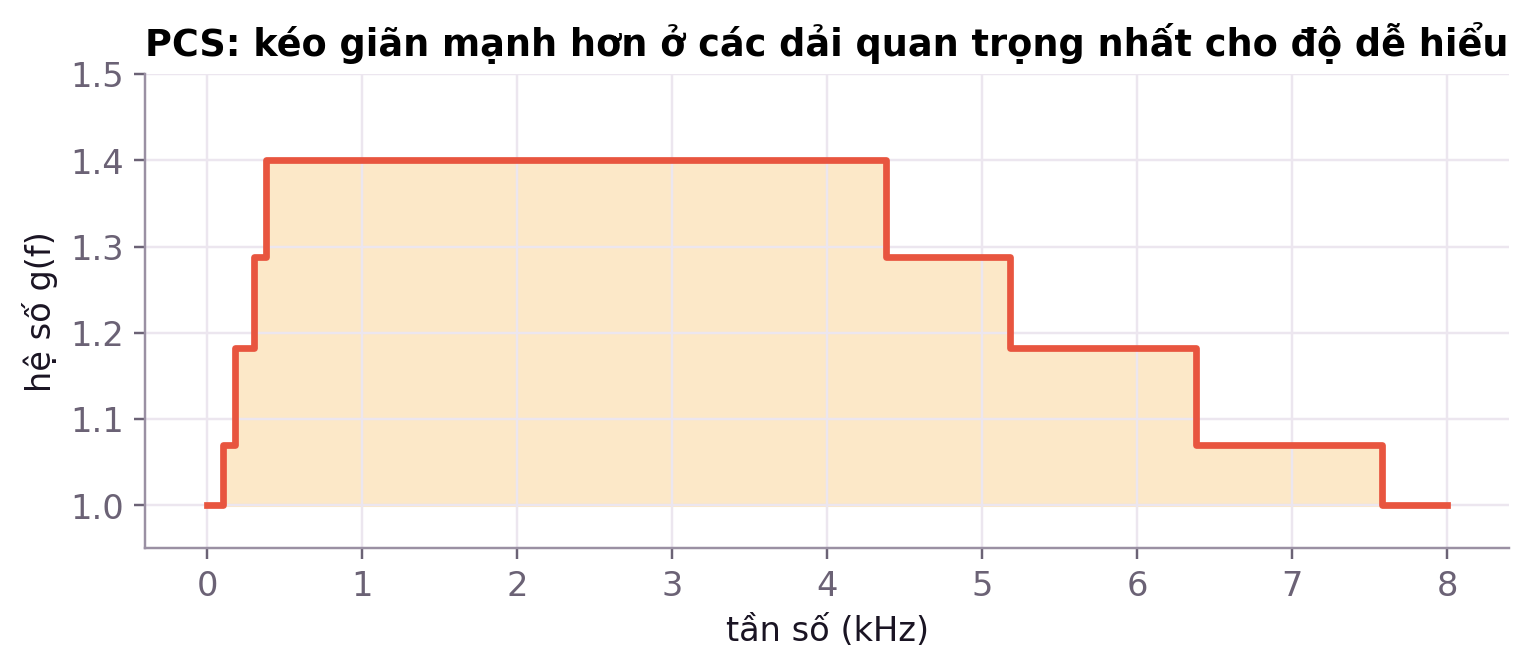 PCS: kéo giãn mạnh hơn ở các dải quan trọng nhất cho độ dễ hiểu
1.5
1.4
1.3
1.2
1.1
1.0
hệ số g(f)
0 1 2 3 4 5 6 7 8
tần số (kHz)